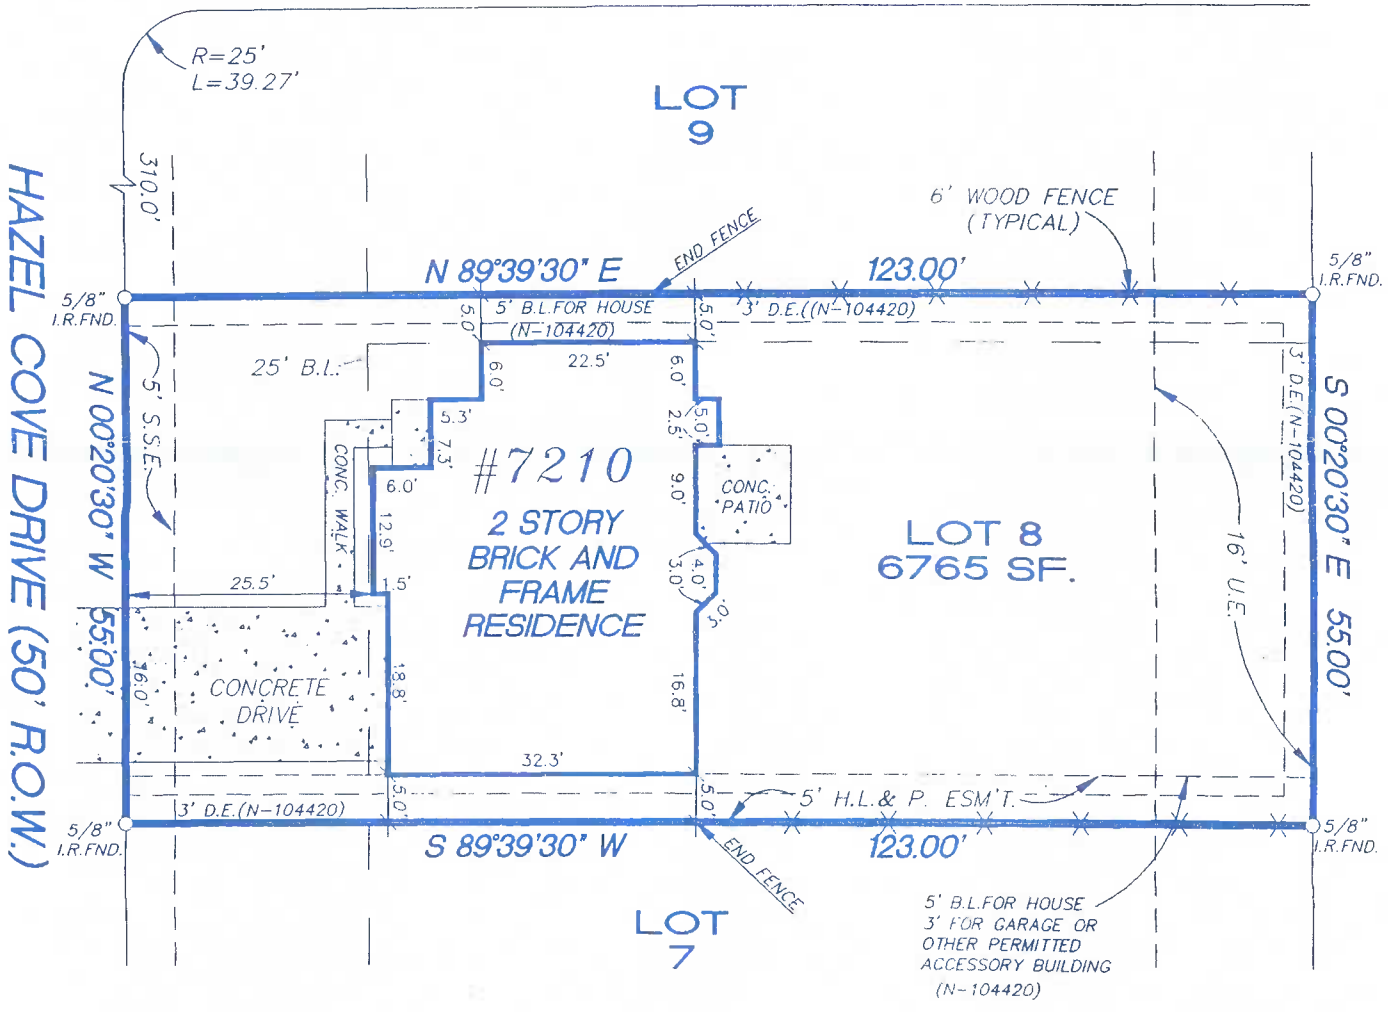 R=25'
L=39.27'
LOT
9
310.0'
6' WOOD FENCE
(TYPICAL)
END FENCE
N 89°39'30" E
123.00'
5/8"
I.R.FND.
5/8"
I.R.FND.
5' B.L.FOR HOUSE
(N-104420)
3' D.E.((N-104420)
5.0'
5.0'
25' B.L.
22.5'
6.0'
6.0'
5.3'
7.3'
5.0'
2.5'
HAZEL COVE DRIVE (50' R.O.W.)
N 00°20'30" W 55.00'
5' S.S.E.
CONC. WALK
6.0'
12.9'
1.5'
#7210
2 STORY
BRICK AND
FRAME
RESIDENCE
9.0'
CONC.
PATIO
4.0'
3.0'
3.0'
LOT 8
6765 SF.
3' D.E.(N-104420)
S 00°20'30" E 55.00'
16' U.E.
25.5'
16.0'
CONCRETE
DRIVE
18.8'
16.8'
32.3'
5.0'
5.0'
3' D.E.(N-104420)
5' H.L.& P. ESM'T.
5/8"
I.R.FND.
S 89°39'30" W
123.00'
5/8"
I.R.FND.
END FENCE
LOT
7
5' B.L.FOR HOUSE
3' FOR GARAGE OR
OTHER PERMITTED
ACCESSORY BUILDING
(N-104420)